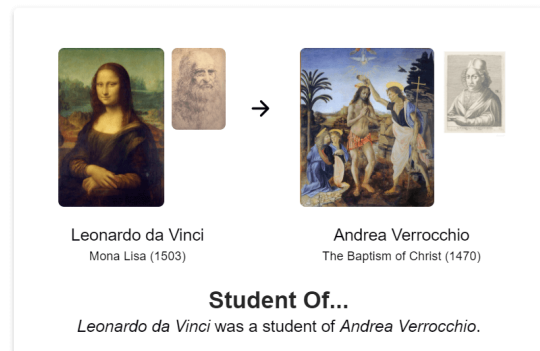 Leonardo da Vinci
Mona Lisa (1503)
Andrea Verrocchio
The Baptism of Christ (1470)
Student Of...
Leonardo da Vinci was a student of Andrea Verrocchio.